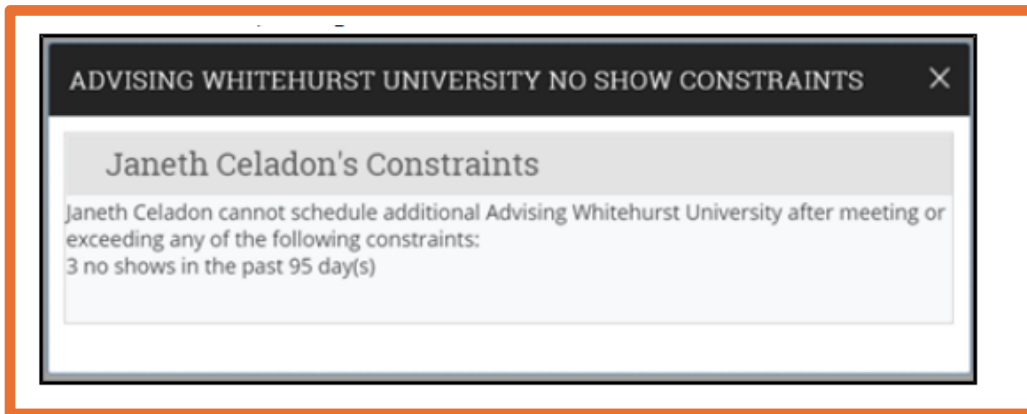 ADVISING WHITEHURST UNIVERSITY NO SHOW CONSTRAINTS
Janeth Celadon's Constraints
Janeth Celadon cannot schedule additional Advising Whitehurst University after meeting or
exceeding any of the following constraints:
3 no shows in the past 95 day(s)